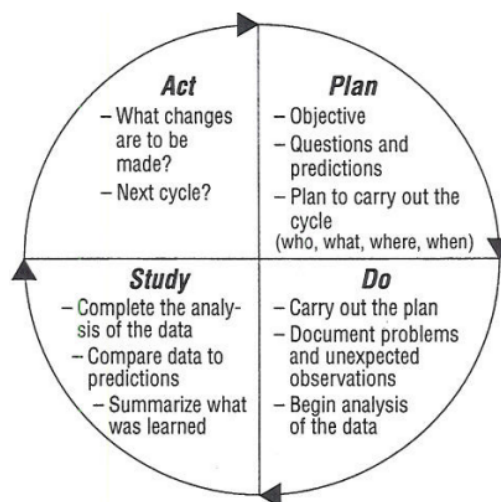 Act
– What changes
are to be
made?
– Next cycle?
Plan
– Objective
– Questions and
predictions
– Plan to carry out the
cycle
(who, what, where, when)
Study
– Complete the analy-
sis of the data
– Compare data to
predictions
– Summarize what
was learned
Do
– Carry out the plan
– Document problems
and unexpected
observations
– Begin analysis
of the data